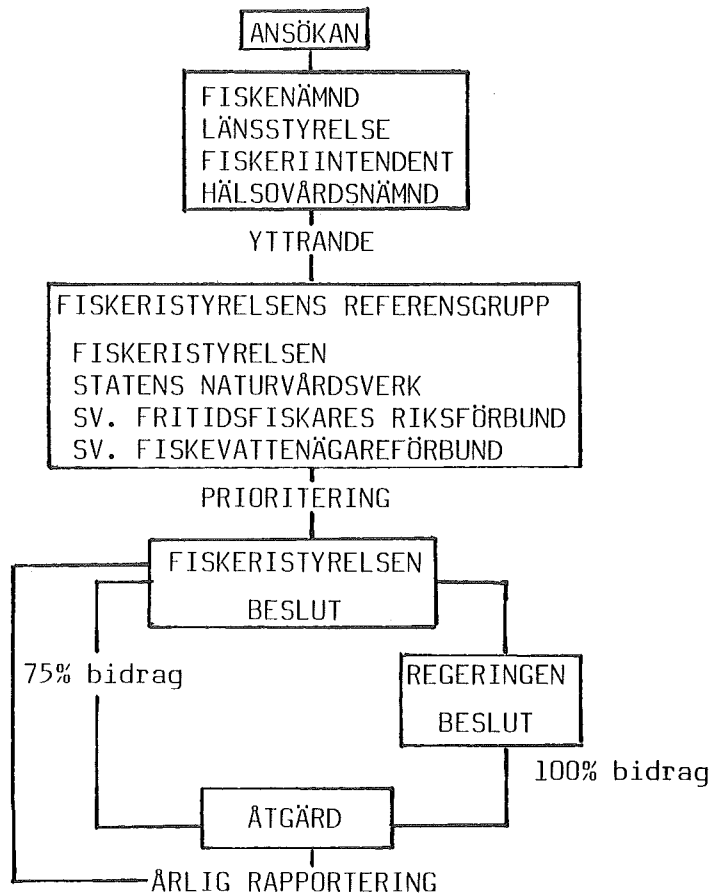 ANSÖKAN
FISKENÄMND
LÄNSSTYRELSE
FISKERIINTENDENT
HÄLSOVÅRDSNÄMND
YTTRANDE
FISKERISTYRELSENS REFERENSGRUPP
FISKERISTYRELSEN
STATENS NATURVÅRDSVERK
SV. FRITIDSFISKARES RIKSFÖRBUND
SV. FISKEVATTENÄGAREFÖRBUND
PRIORITERING
FISKERISTYRELSEN
BESLUT
75% bidrag
REGERINGEN
BESLUT
100% bidrag
ÅTGÄRD
ÅRLIG RAPPORTERING